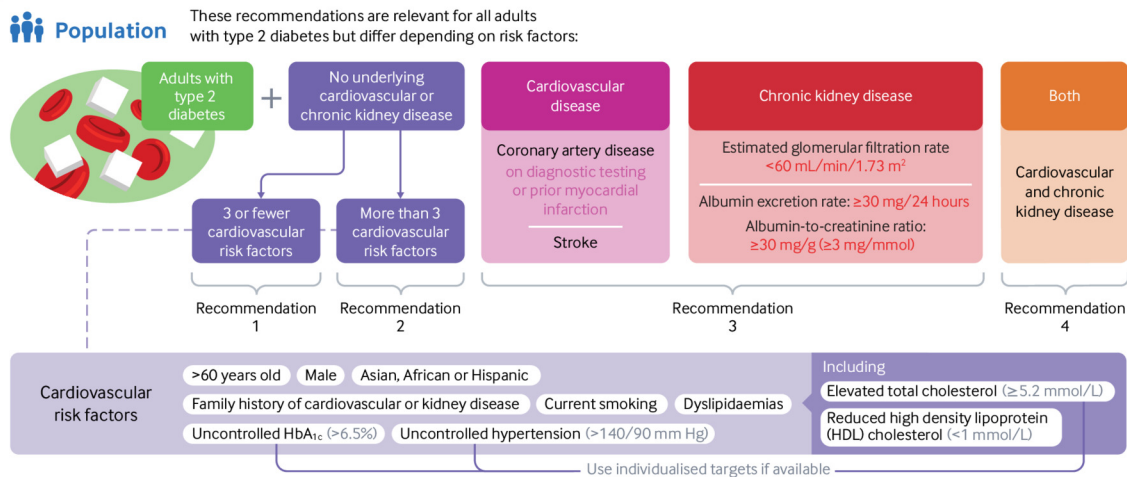 Population
These recommendations are relevant for all adults
with type 2 diabetes but differ depending on risk factors:
Adults with
type 2
diabetes
+
No underlying
cardiovascular or
chronic kidney disease
3 or fewer
cardiovascular
risk factors
More than 3
cardiovascular
risk factors
Cardiovascular
disease
Coronary artery disease
on diagnostic testing
or prior myocardial
infarction
Stroke
Chronic kidney disease
Estimated glomerular filtration rate
<60 mL/min/1.73 m²
Albumin excretion rate: ≥30 mg/24 hours
Albumin-to-creatinine ratio:
≥30 mg/g (≥3 mg/mmol)
Both
Cardiovascular
and chronic
kidney disease
Recommendation
1
Recommendation
2
Recommendation
3
Recommendation
4
Cardiovascular
risk factors
>60 years old
Male
Asian, African or Hispanic
Family history of cardiovascular or kidney disease
Current smoking
Dyslipidaemias
Uncontrolled HbA1c (>6.5%)
Uncontrolled hypertension (>140/90 mm Hg)
Including
Elevated total cholesterol (≥5.2 mmol/L)
Reduced high density lipoprotein
(HDL) cholesterol (<1 mmol/L)
Use individualised targets if available